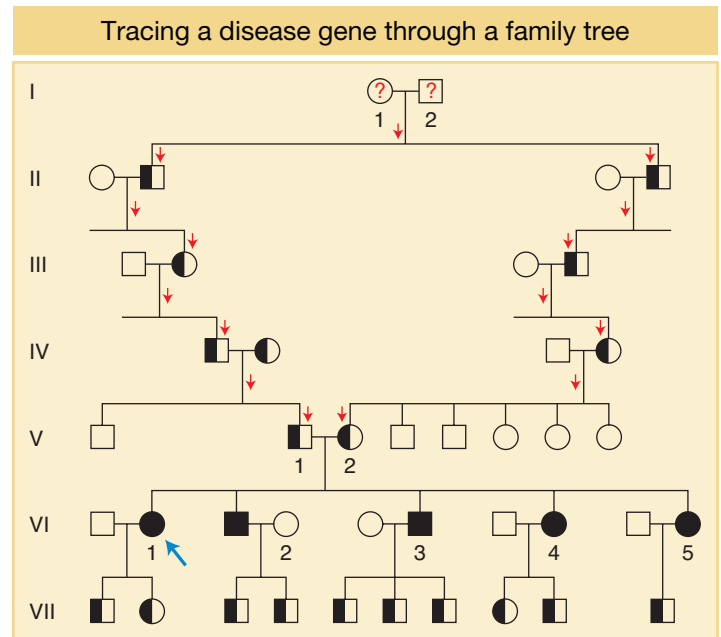 Tracing a disease gene through a family tree
I
? ?
1 2
II
III
IV
V
1 2
VI
1 2 3 4 5
VII